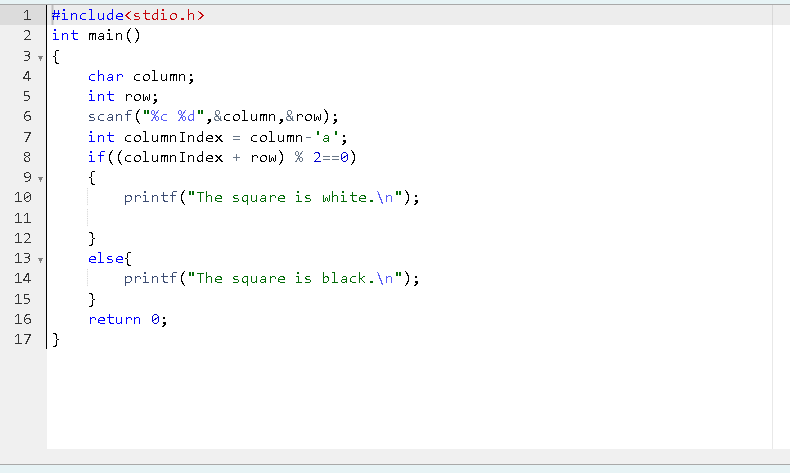 1 #include<stdio.h>
2 int main()
3 {
4 char column;
5 int row;
6 scanf("%c %d",&column,&row);
7 int columnIndex = column-'a';
8 if((columnIndex + row) % 2==0)
9 {
10 printf("The square is white.\n");
11
12 }
13 else{
14 printf("The square is black.\n");
15 }
16 return 0;
17 }